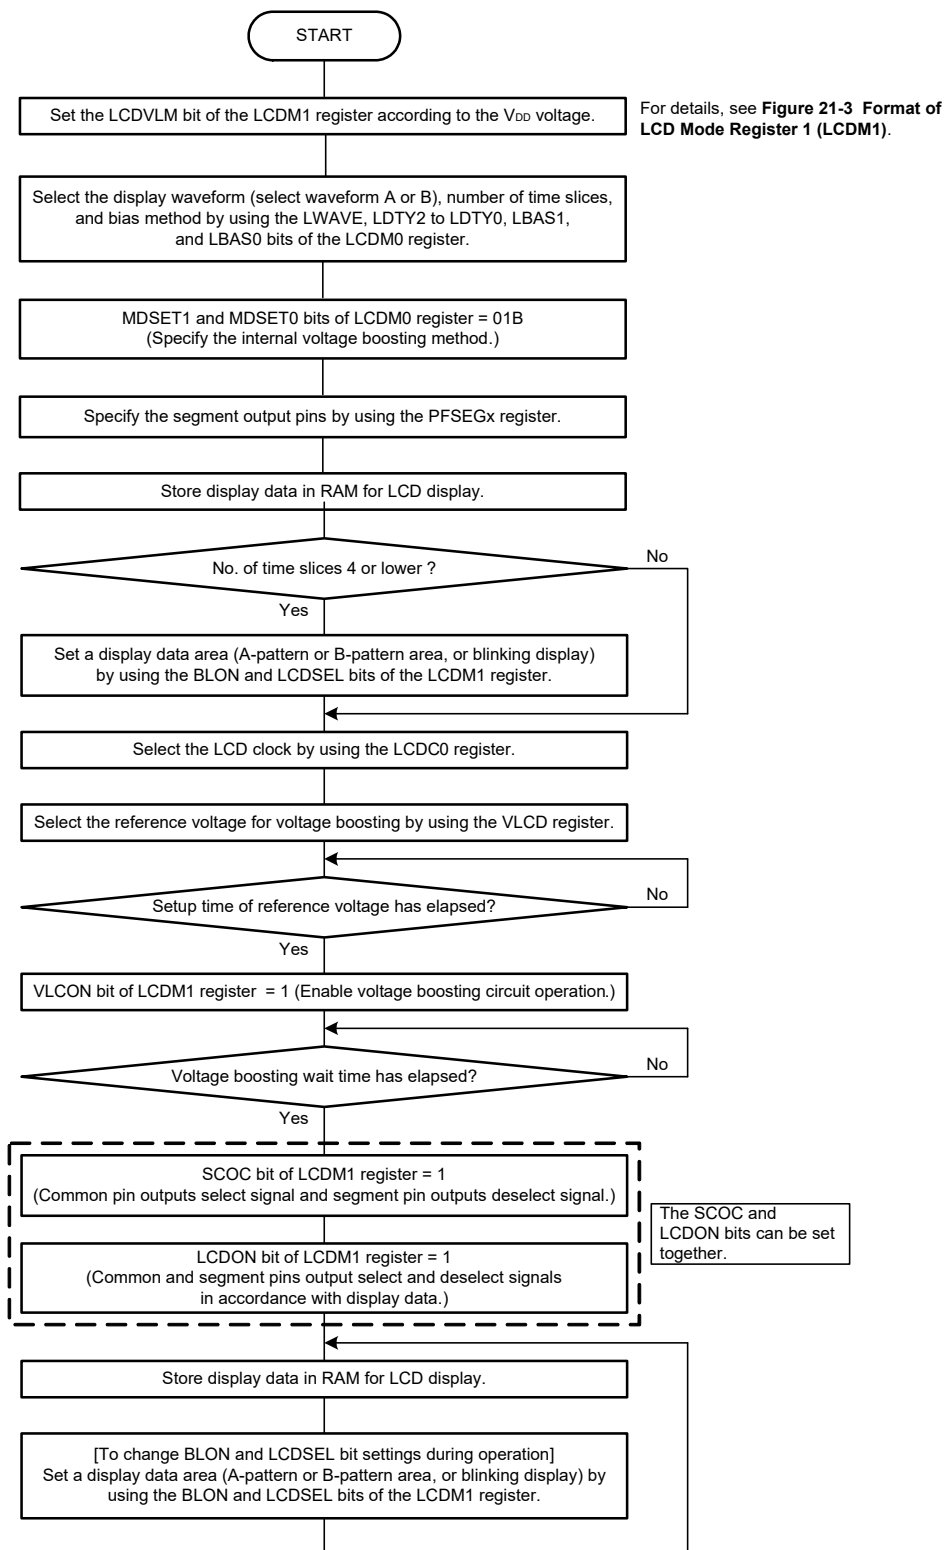 START
Set the LCDVLM bit of the LCDM1 register according to the VDD voltage.
For details, see Figure 21-3 Format of
LCD Mode Register 1 (LCDM1).
Select the display waveform (select waveform A or B), number of time slices,
and bias method by using the LWAVE, LDTY2 to LDTY0, LBAS1,
and LBAS0 bits of the LCDM0 register.
MDSET1 and MDSET0 bits of LCDM0 register = 01B
(Specify the internal voltage boosting method.)
Specify the segment output pins by using the PFSEGx register.
Store display data in RAM for LCD display.
No. of time slices 4 or lower ?
No
Yes
Set a display data area (A-pattern or B-pattern area, or blinking display)
by using the BLON and LCDSEL bits of the LCDM1 register.
Select the LCD clock by using the LCDC0 register.
Select the reference voltage for voltage boosting by using the VLCD register.
Setup time of reference voltage has elapsed?
No
Yes
VLCON bit of LCDM1 register = 1 (Enable voltage boosting circuit operation.)
Voltage boosting wait time has elapsed?
No
Yes
SCOC bit of LCDM1 register = 1
(Common pin outputs select signal and segment pin outputs deselect signal.)
The SCOC and
LCDON bits can be set
together.
LCDON bit of LCDM1 register = 1
(Common and segment pins output select and deselect signals
in accordance with display data.)
Store display data in RAM for LCD display.
[To change BLON and LCDSEL bit settings during operation]
Set a display data area (A-pattern or B-pattern area, or blinking display) by
using the BLON and LCDSEL bits of the LCDM1 register.